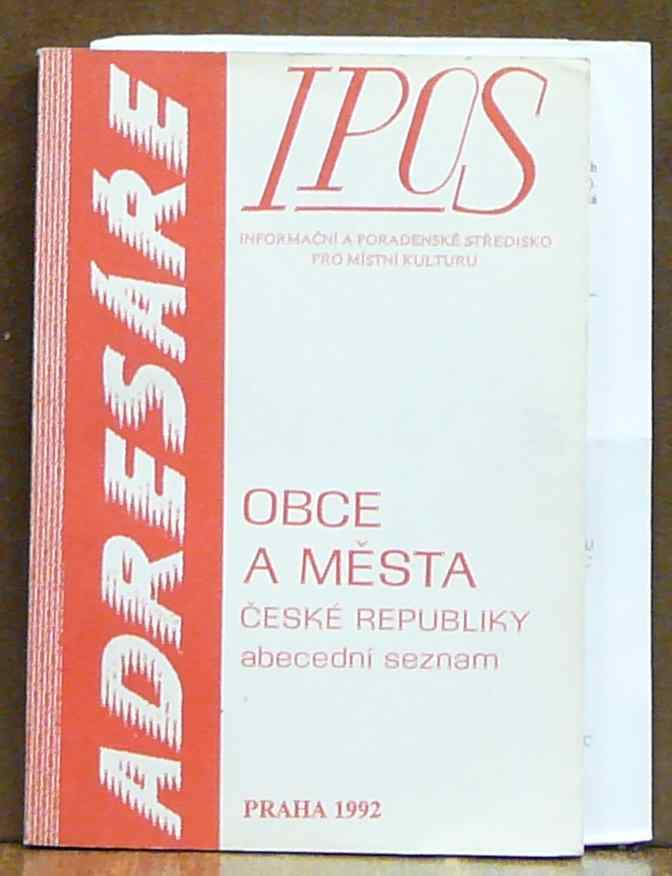 ADRESÁŘE
IPOS
INFORMAČNÍ A PORADENSKÉ STŘEDISKO
PRO MÍSTNÍ KULTURU
OBCE
A MĚSTA
ČESKÉ REPUBLIKY
abecední seznam
PRAHA 1992